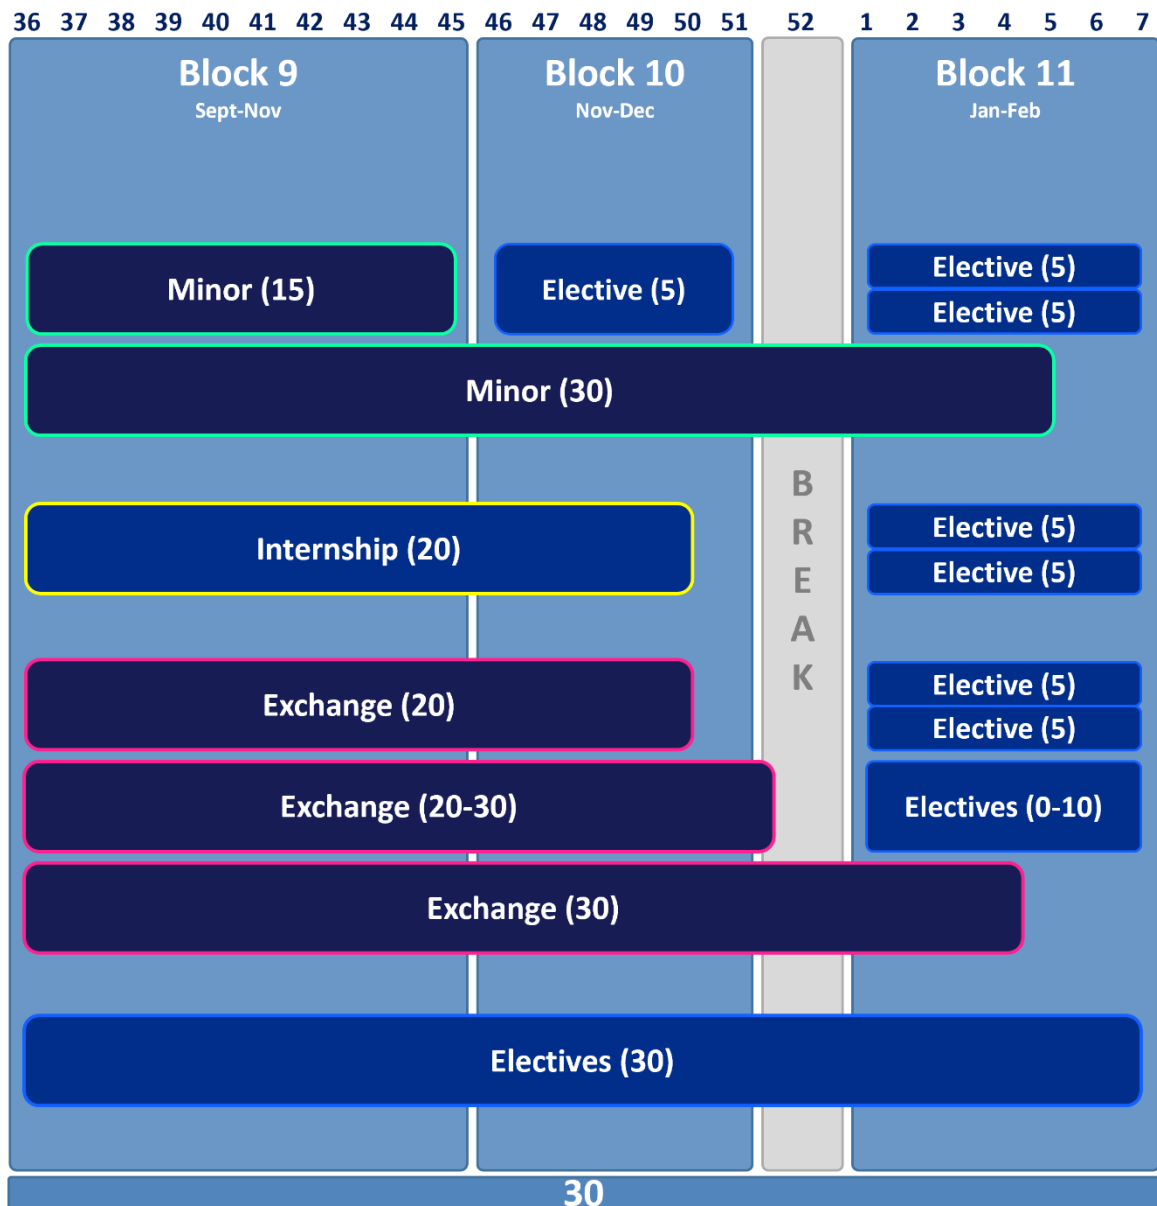 36 37 38 39 40 41 42 43 44 45 46 47 48 49 50 51 52 1 2 3 4 5 6 7
Block 9 Block 10 Block 11
Sept-Nov Nov-Dec Jan-Feb
Minor (15) Elective (5) Elective (5)
Elective (5)
Minor (30)
BREAK
Internship (20) Elective (5)
Elective (5)
Exchange (20) Elective (5)
Elective (5)
Exchange (20-30) Electives (0-10)
Exchange (30)
Electives (30)
30